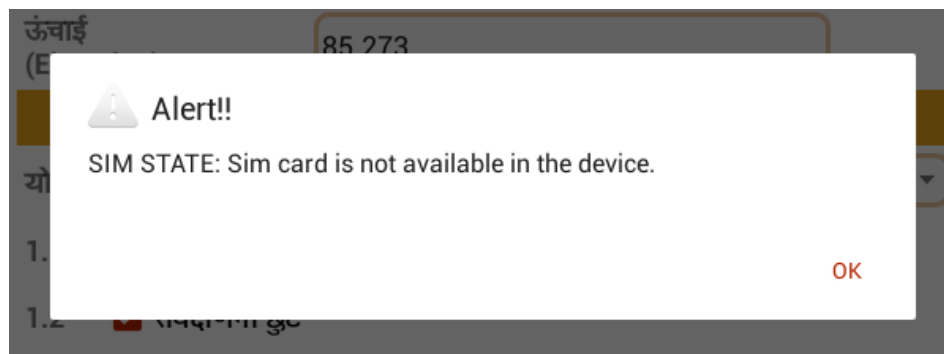 ऊंचाई
85.273
Alert!!
SIM STATE: Sim card is not available in the device.
OK
1.
1.2